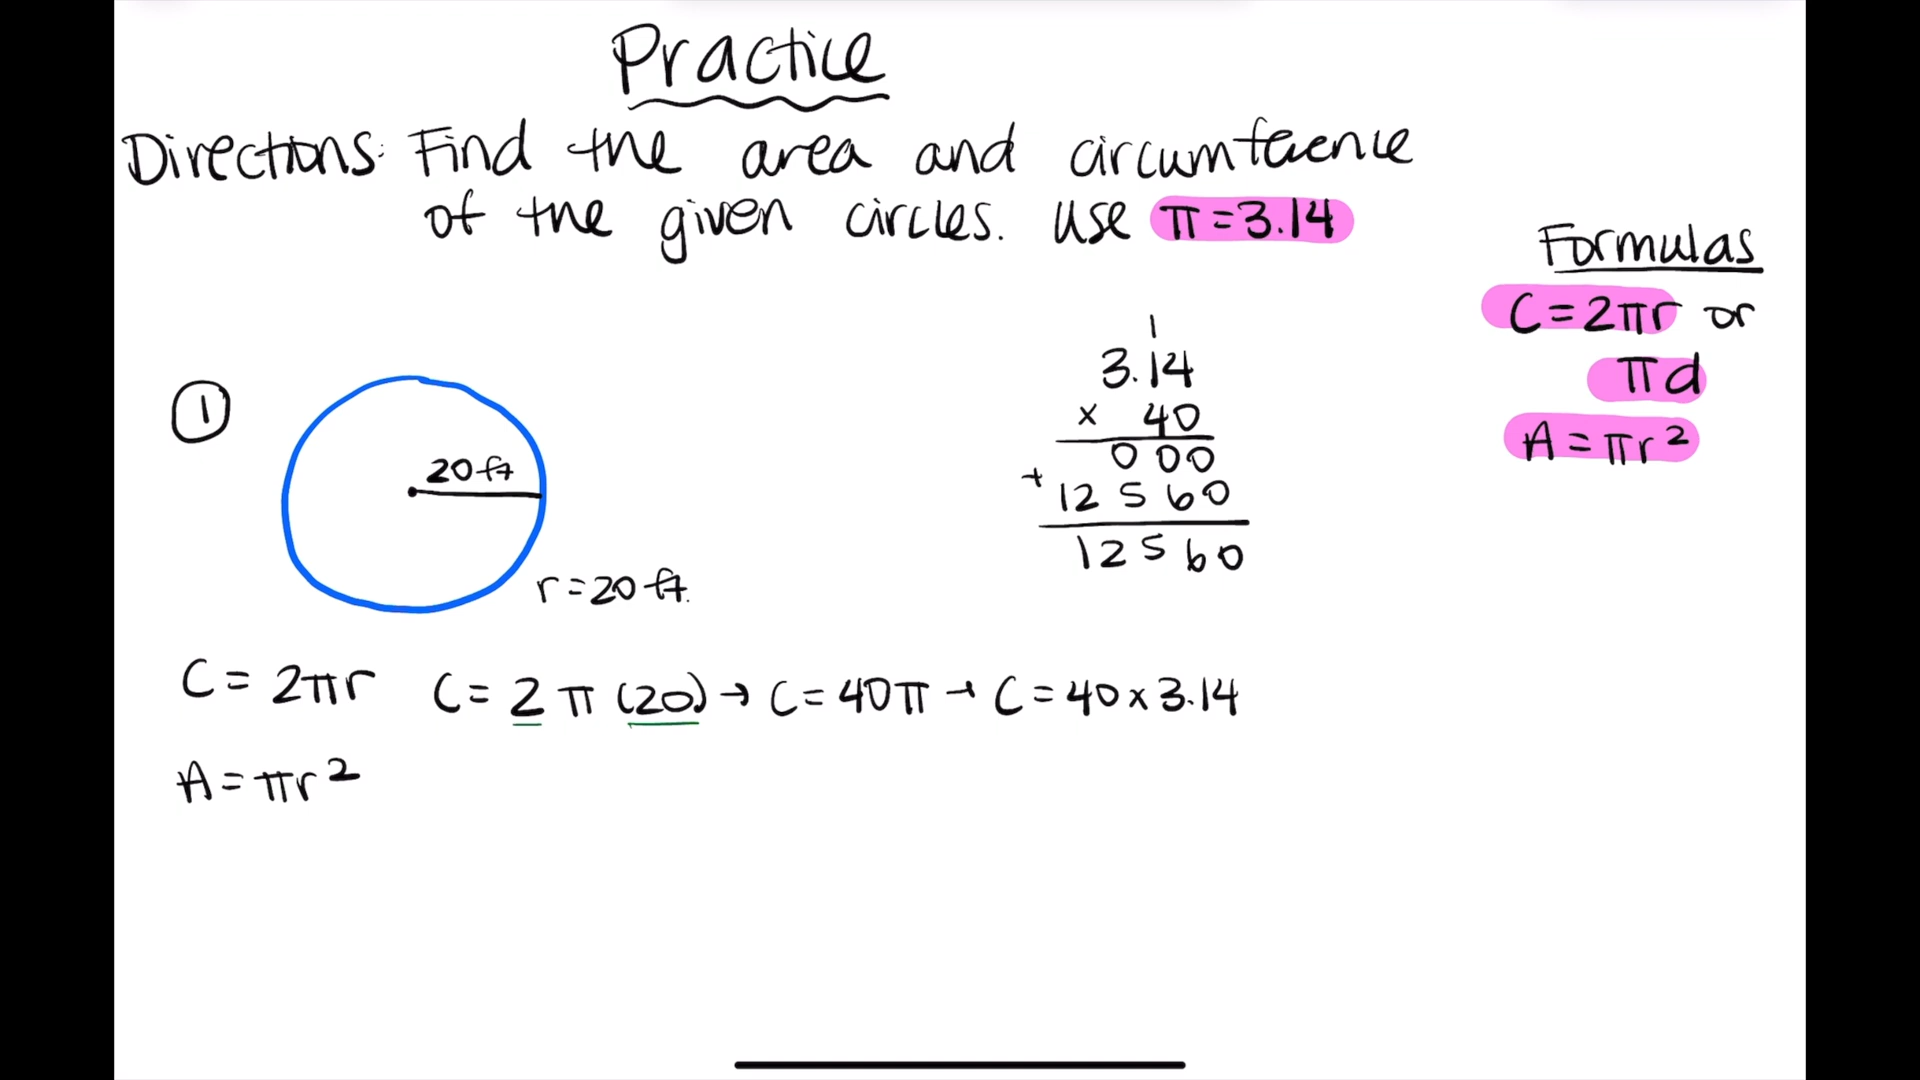 Practice
Directions: Find the area and circumference
of the given circles. Use π=3.14
Formulas
C=2πr or
πd
A=πr²
1
20ft
r=20ft.
1
3.14
x 40
000
+ 12560
12560
C=2πr C=2π(20)→C=40π→C=40x3.14
A=πr²